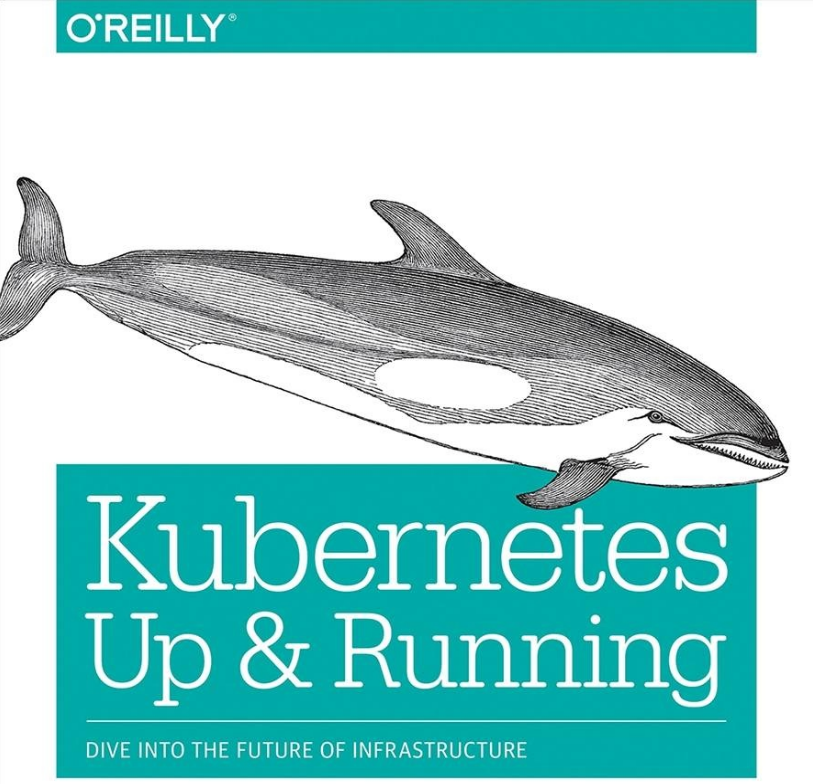 O'REILLY®
Kubernetes
Up & Running
DIVE INTO THE FUTURE OF INFRASTRUCTURE